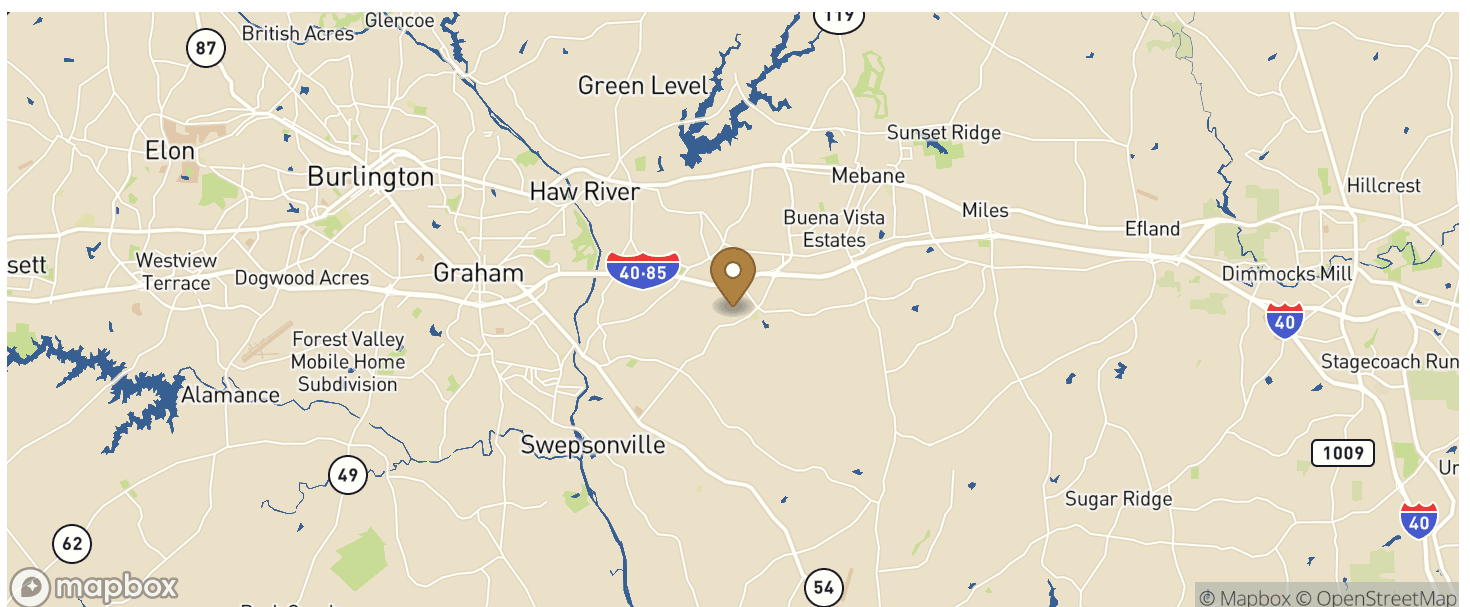 119
Glencoe
British Acres
87
Green Level
Sunset Ridge
Elon
Burlington
Haw River
Mebane
Hillcrest
Buena Vista
Estates
Miles
Efland
sett
Westview
Terrace
Dogwood Acres
Graham
40·85
Dimmocks Mill
40
Forest Valley
Mobile Home
Subdivision
Stagecoach Run
Alamance
Swepsonville
1009
49
Un
Sugar Ridge
40
62
54
mapbox
© Mapbox © OpenStreetMap